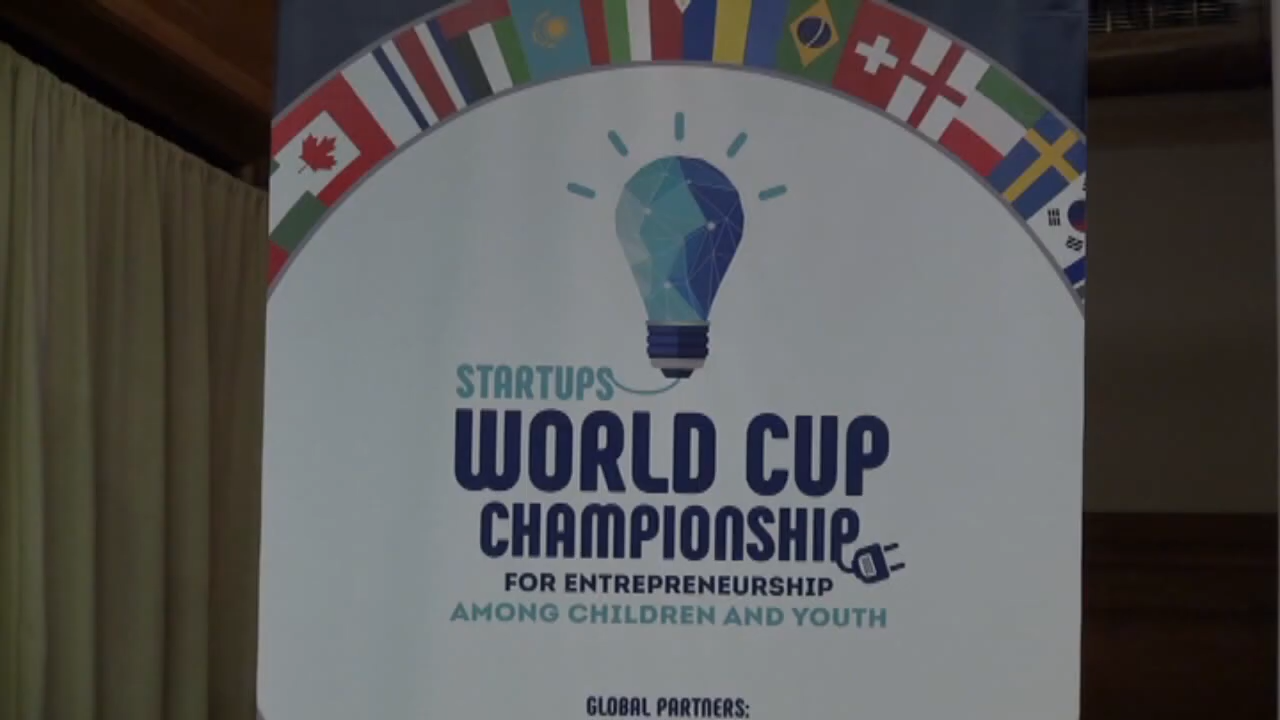 STARTUPS
WORLD CUP
CHAMPIONSHIP
FOR ENTREPRENEURSHIP
AMONG CHILDREN AND YOUTH
GLOBAL PARTNERS: